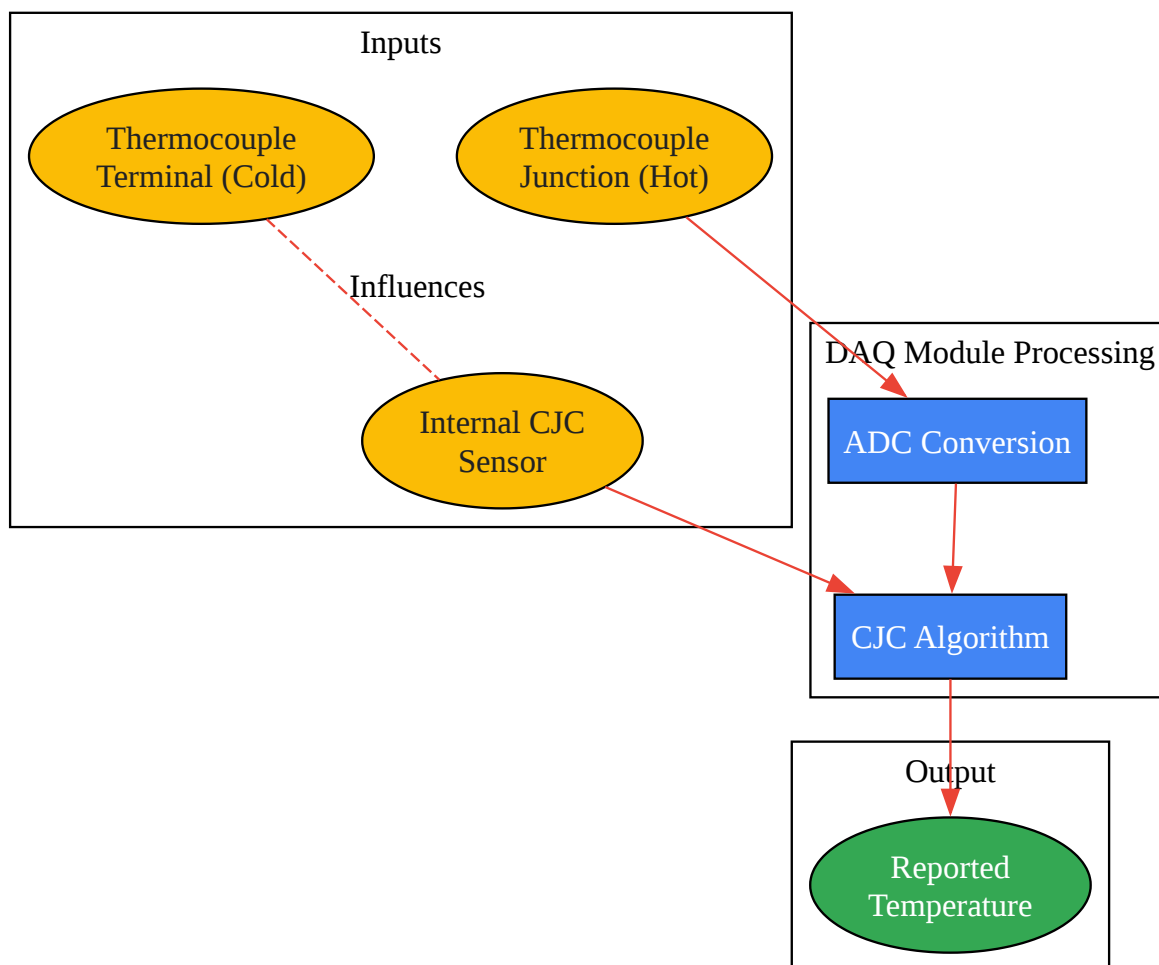 Inputs
Thermocouple
Terminal (Cold)
Thermocouple
Junction (Hot)
Influences
Internal CJC
Sensor
DAQ Module Processing
ADC Conversion
CJC Algorithm
Output
Reported
Temperature